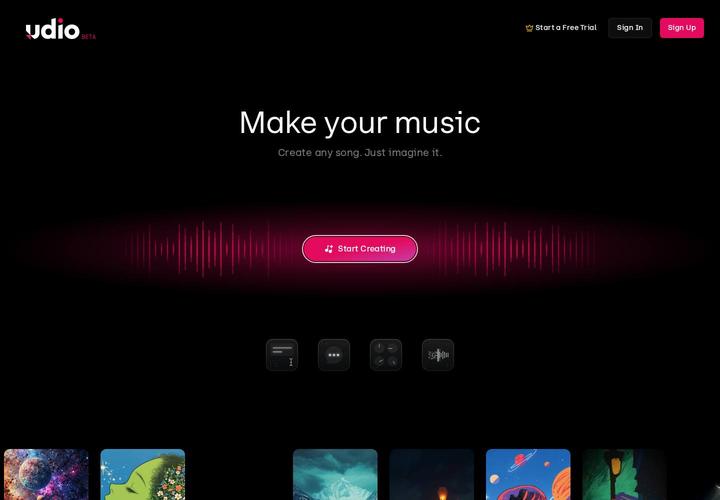 udio BETA
Start a Free Trial
Sign In
Sign Up
Make your music
Create any song. Just imagine it.
Start Creating